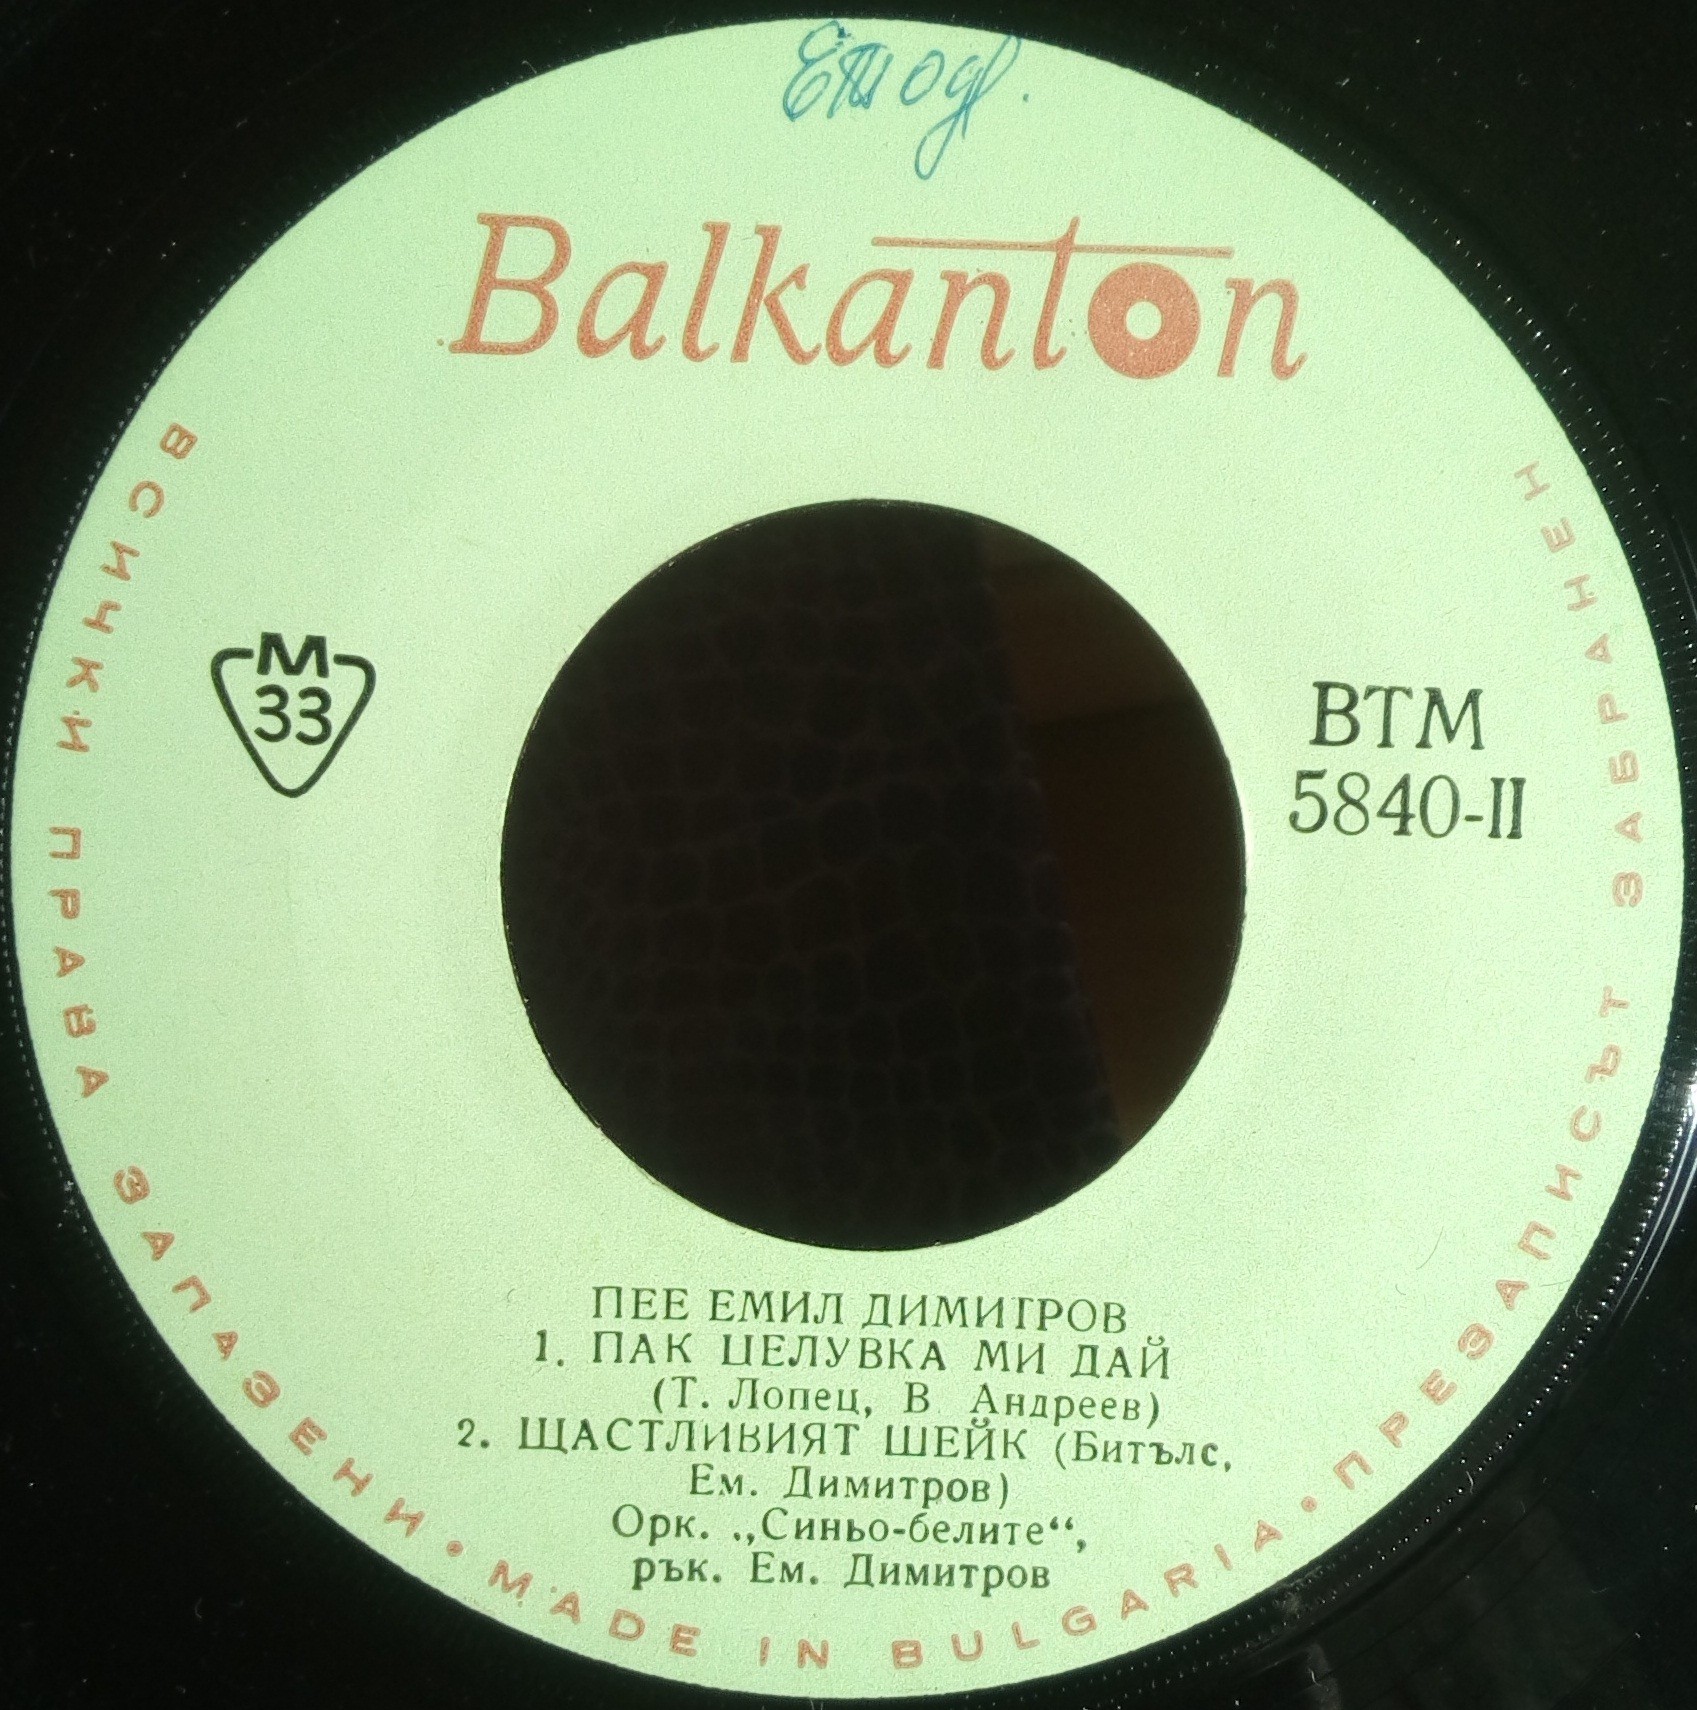 Balkanton
M
33
ВТМ
5840-II
ПЕЕ ЕМИЛ ДИМИТРОВ
1. ПАК ЦЕЛУВКА МИ ДАЙ
(Т. Лопец, В. Андреев)
2. ЩАСТЛИВИЯТ ШЕЙК (Битълс,
Ем. Димитров)
Орк. „Синьо-белите“,
рък. Ем. Димитров
ВСИЧКИ ПРАВА ЗАПАЗЕНИ • MADE IN BULGARIA • ПРЕЗАПИСЪТ ЗАБРАНЕН